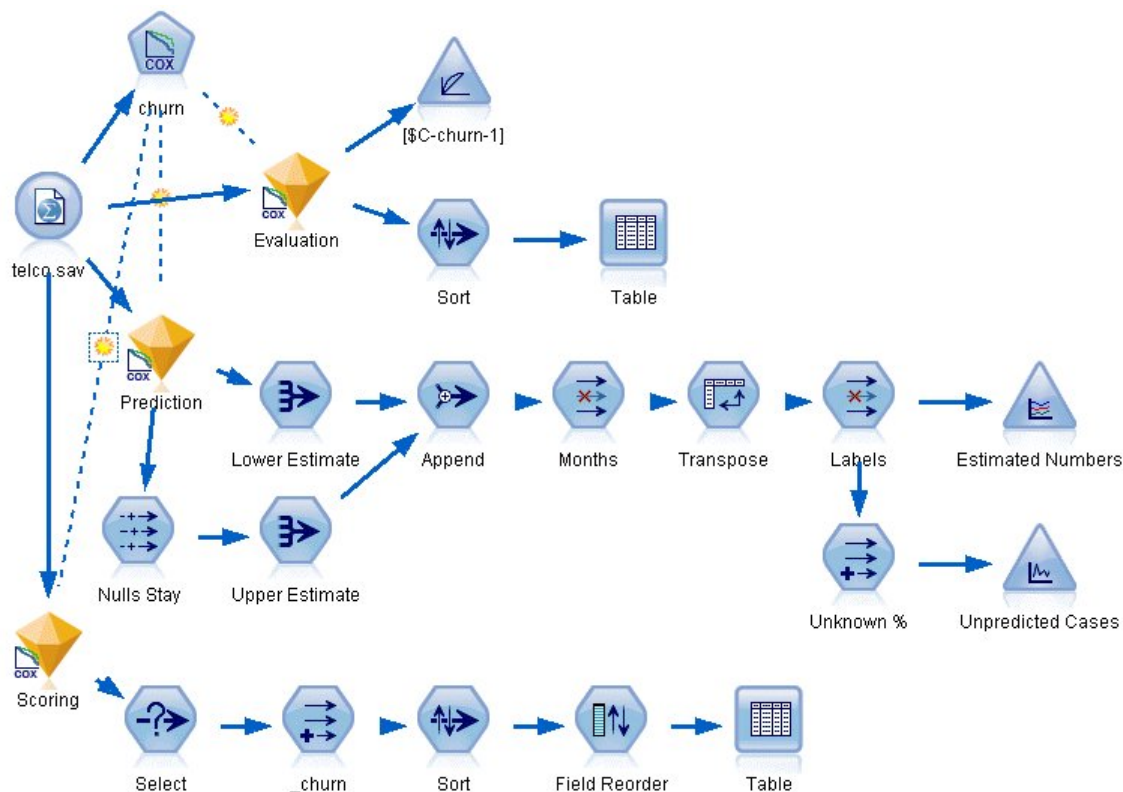 COX
churn
[$C-churn-1]
COX
Evaluation
telco.sav
Sort
Table
COX
Prediction
Lower Estimate
Append
Months
Transpose
Labels
Estimated Numbers
Nulls Stay
Upper Estimate
Unknown %
Unpredicted Cases
COX
Scoring
Select
_churn
Sort
Field Reorder
Table